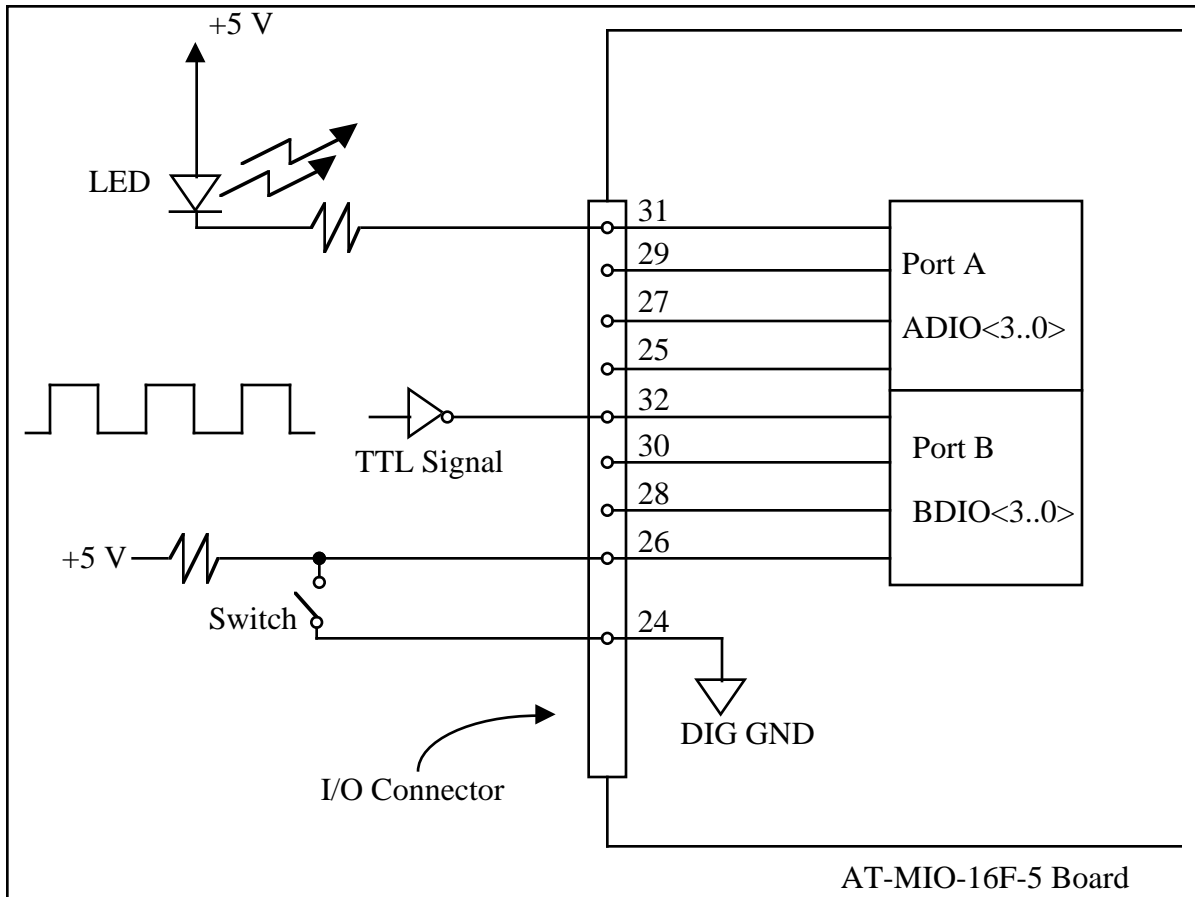 +5 V
LED
31
29
Port A
27
ADIO<3..0>
25
32
TTL Signal
30
Port B
28
BDIO<3..0>
+5 V
26
Switch
24
DIG GND
I/O Connector
AT-MIO-16F-5 Board